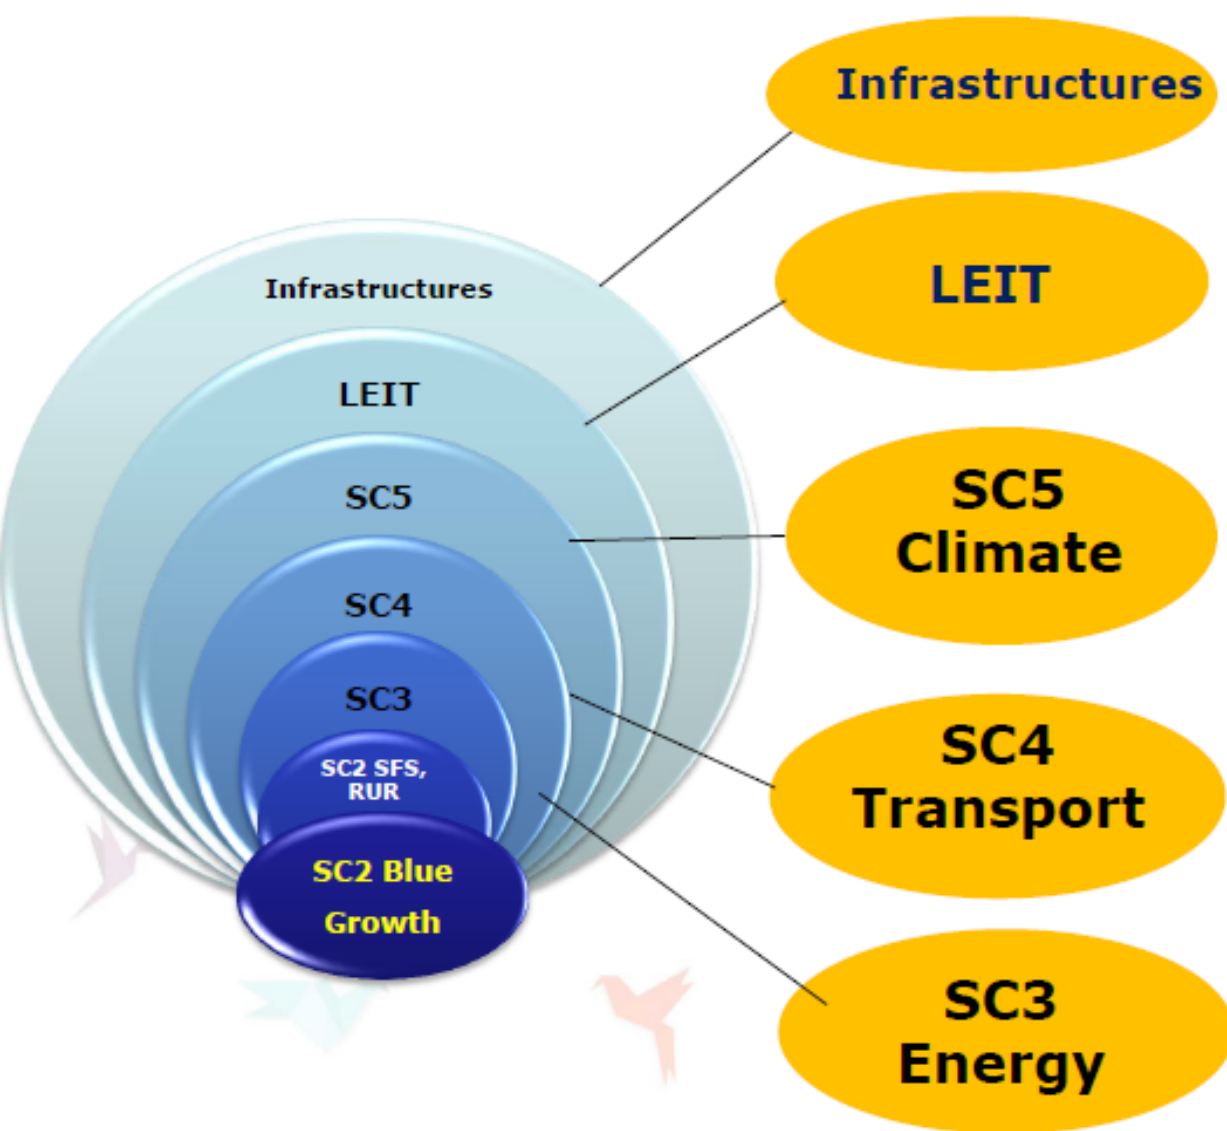 Infrastructures
LEIT
SC5
SC4
SC3
SC2 SFS,
RUR
SC2 Blue
Growth
Infrastructures
LEIT
SC5
Climate
SC4
Transport
SC3
Energy